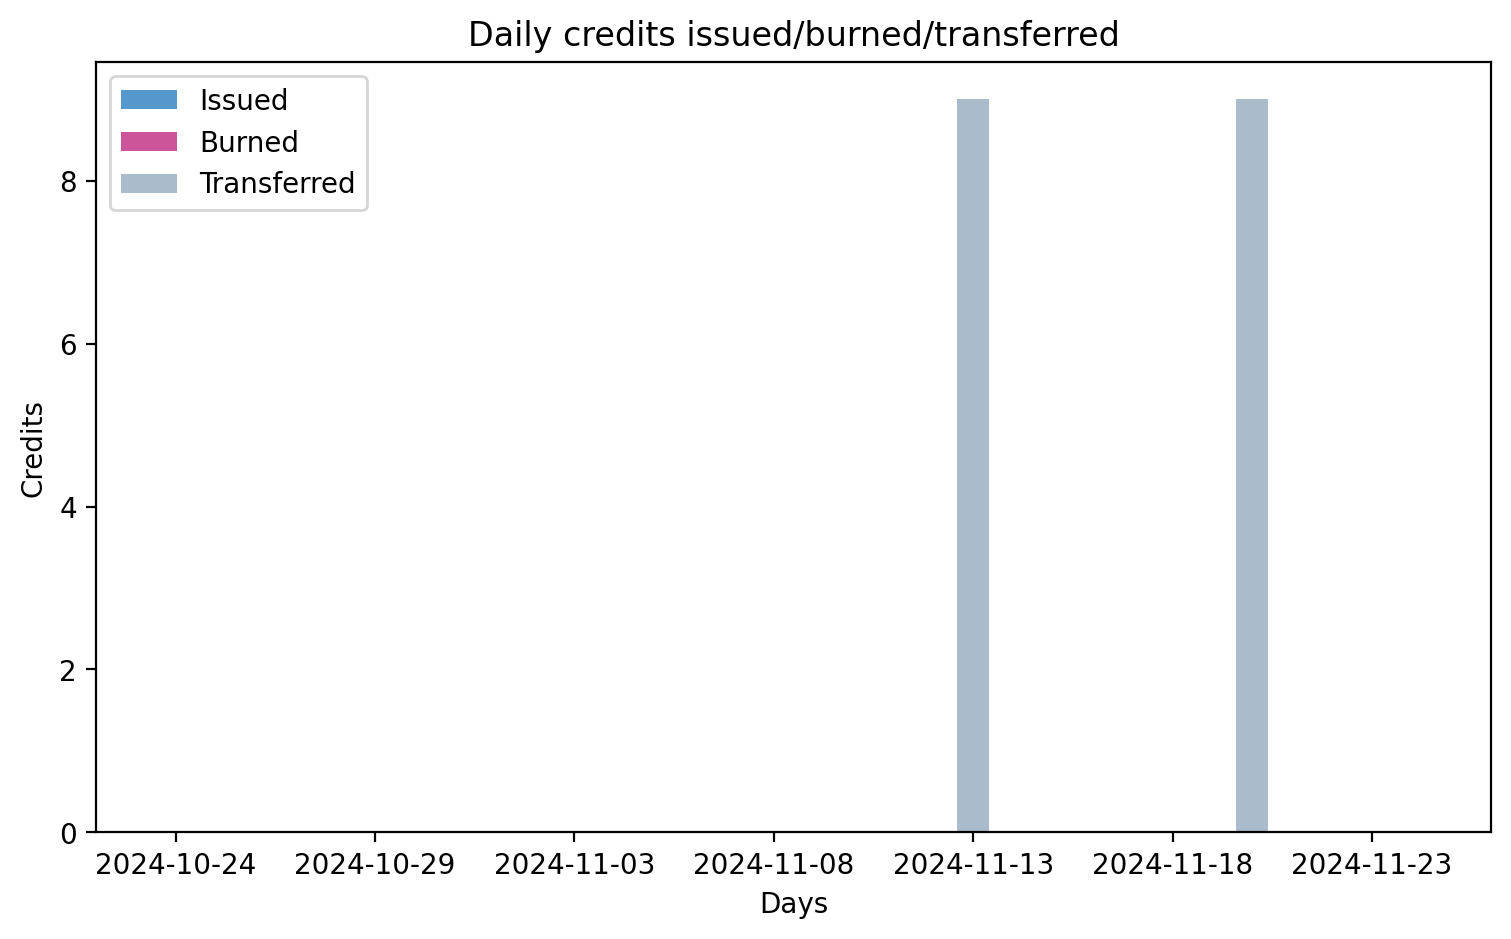 Daily credits issued/burned/transferred
Issued
Burned
Transferred
Credits
8
6
4
2
0
2024-10-24 2024-10-29 2024-11-03 2024-11-08 2024-11-13 2024-11-18 2024-11-23
Days